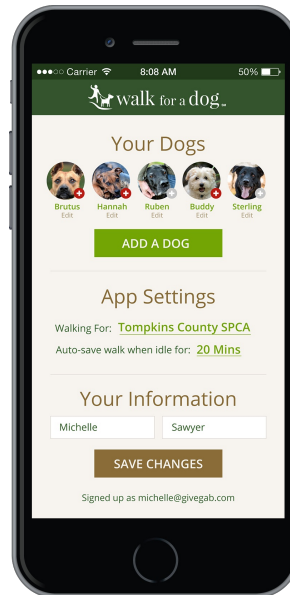 Carrier 8:08 AM 50%
walk for a dog™
Your Dogs
Brutus Hannah Ruben Buddy Sterling
Edit Edit Edit Edit Edit
ADD A DOG
App Settings
Walking For: Tompkins County SPCA
Auto-save walk when idle for: 20 Mins
Your Information
Michelle Sawyer
SAVE CHANGES
Signed up as michelle@givegab.com